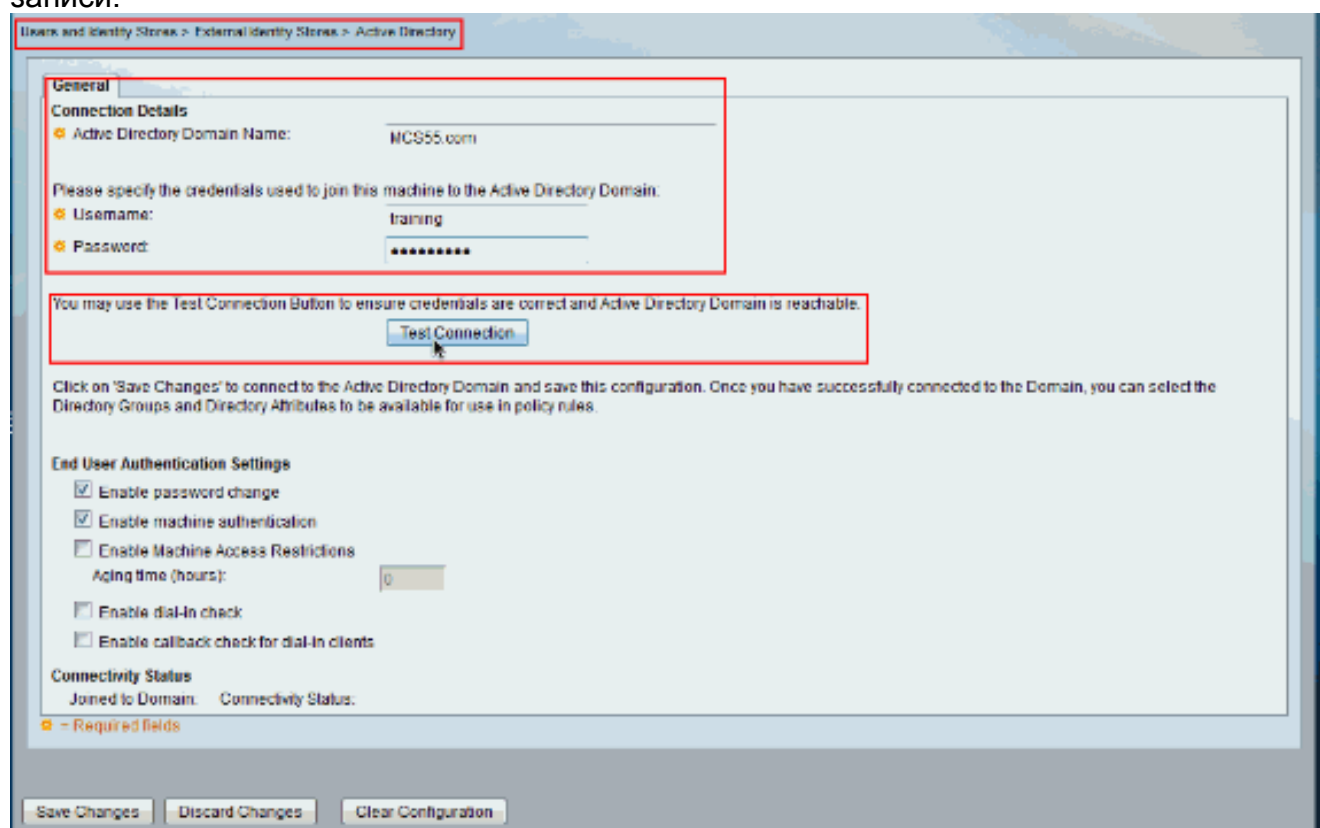 записи.
Users and Identity Stores > External Identity Stores > Active Directory
General
Connection Details
Active Directory Domain Name: MCS55.com
Please specify the credentials used to join this machine to the Active Directory Domain:
Username: training
Password: •••••••••
You may use the Test Connection Button to ensure credentials are correct and Active Directory Domain is reachable.
Test Connection
Click on 'Save Changes' to connect to the Active Directory Domain and save this configuration. Once you have successfully connected to the Domain, you can select the
Directory Groups and Directory Attributes to be available for use in policy rules.
End User Authentication Settings
Enable password change
Enable machine authentication
Enable Machine Access Restrictions
Aging time (hours): 0
Enable dial-in check
Enable callback check for dial-in clients
Connectivity Status
Joined to Domain: Connectivity Status:
= Required fields
Save Changes Discard Changes Clear Configuration